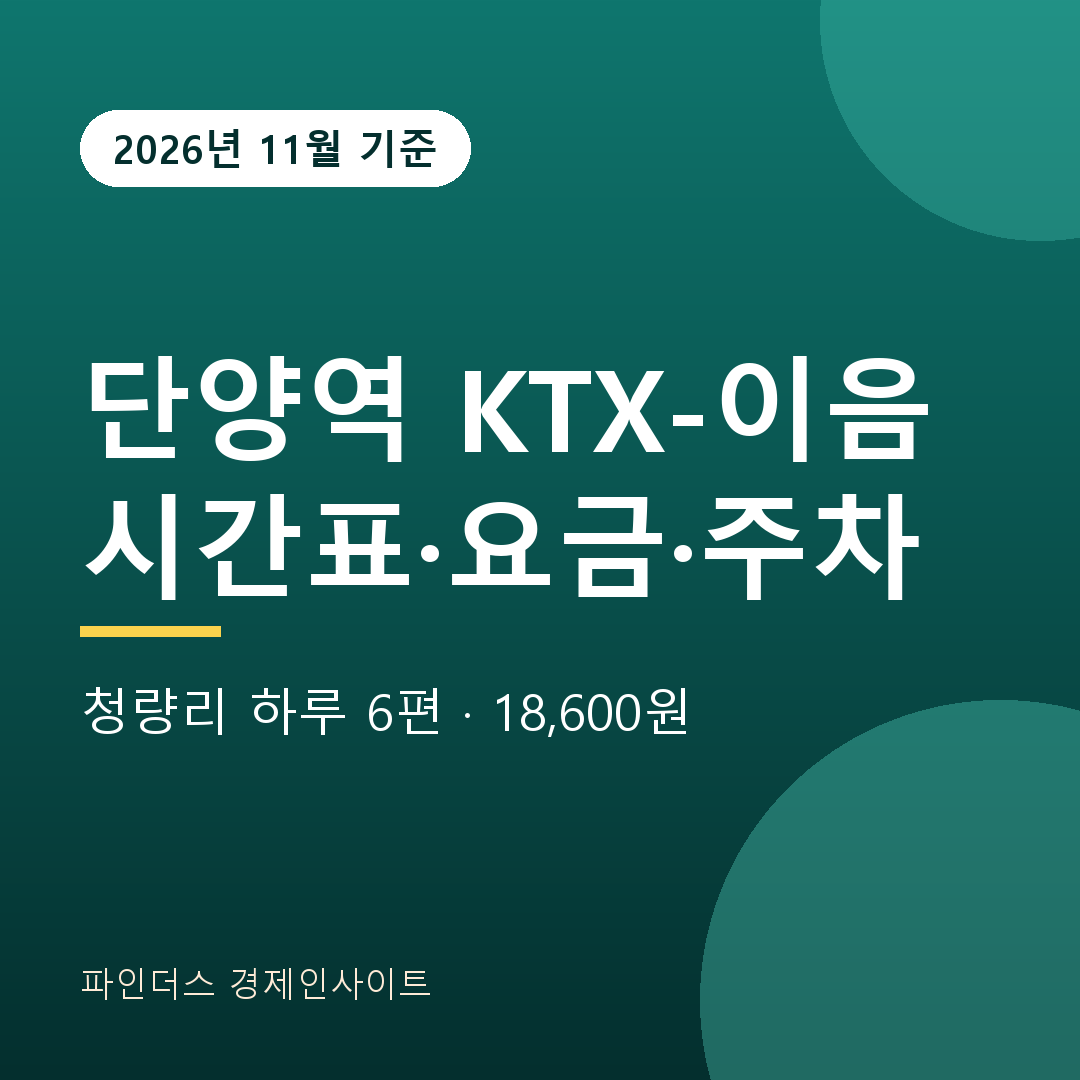 2026년 11월 기준
단양역 KTX-이음
시간표·요금·주차
청량리 하루 6편 · 18,600원
파인더스 경제인사이트